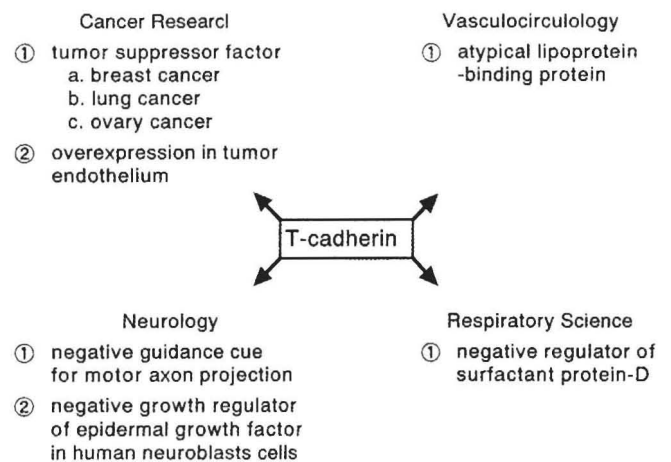 Cancer Researcl
① tumor suppressor factor
a. breast cancer
b. lung cancer
c. ovary cancer
② overexpression in tumor
endothelium
Vasculocirculology
① atypical lipoprotein
-binding protein
T-cadherin
Neurology
① negative guidance cue
for motor axon projection
② negative growth regulator
of epidermal growth factor
in human neuroblasts cells
Respiratory Science
① negative regulator of
surfactant protein-D